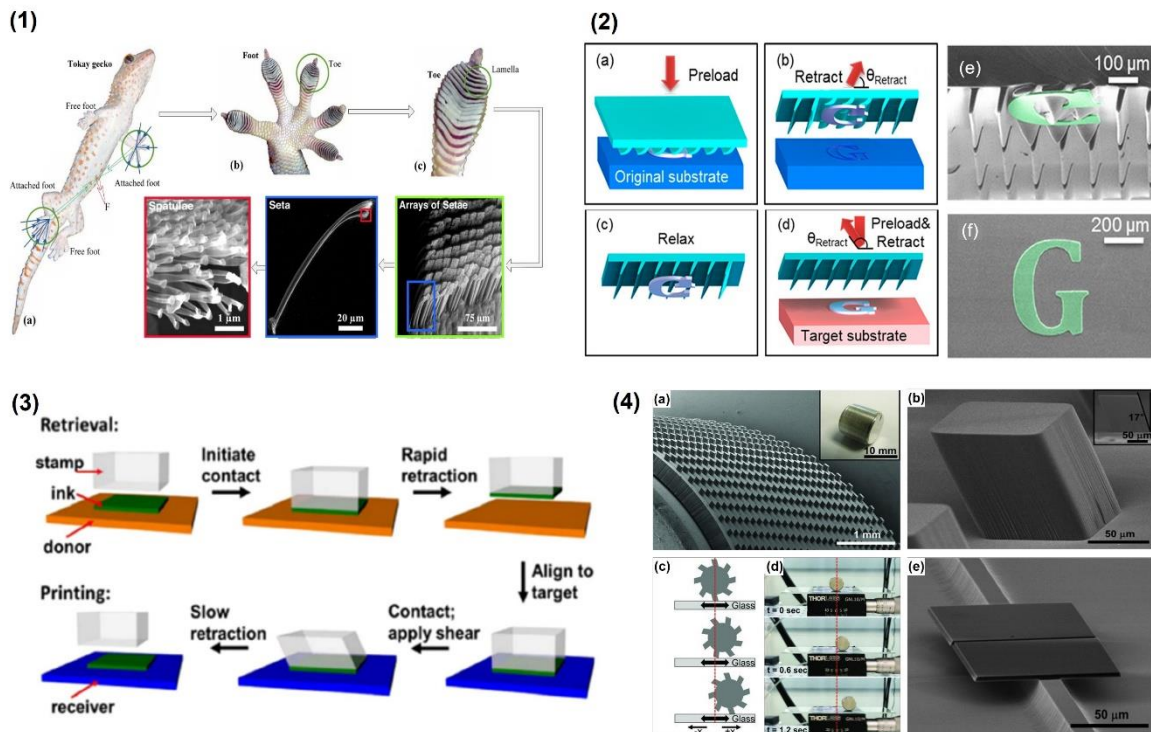 (1)
Tokay gecko
Free foot
Attached foot
Attached foot
F
Free foot
(a)
Foot
Toe
(b)
Toe
Lamella
(c)
Spatulae
1 µm
Seta
20 µm
Arrays of Setae
75 µm
(2)
(a)
Preload
Original substrate
(b)
Retract
θRetract
(c)
Relax
(d)
Preload&
Retract
θRetract
Target substrate
(e)
100 µm
(f)
200 µm
G
(3)
Retrieval:
stamp
ink
donor
Initiate
contact
Rapid
retraction
Align to
target
Printing:
Slow
retraction
Contact;
apply shear
receiver
(4)
(a)
10 mm
1 mm
(b)
17°
50 µm
50 µm
(c)
Glass
Glass
Glass
-X
+X
(d)
t = 0 sec
t = 0.6 sec
t = 1.2 sec
(e)
50 µm